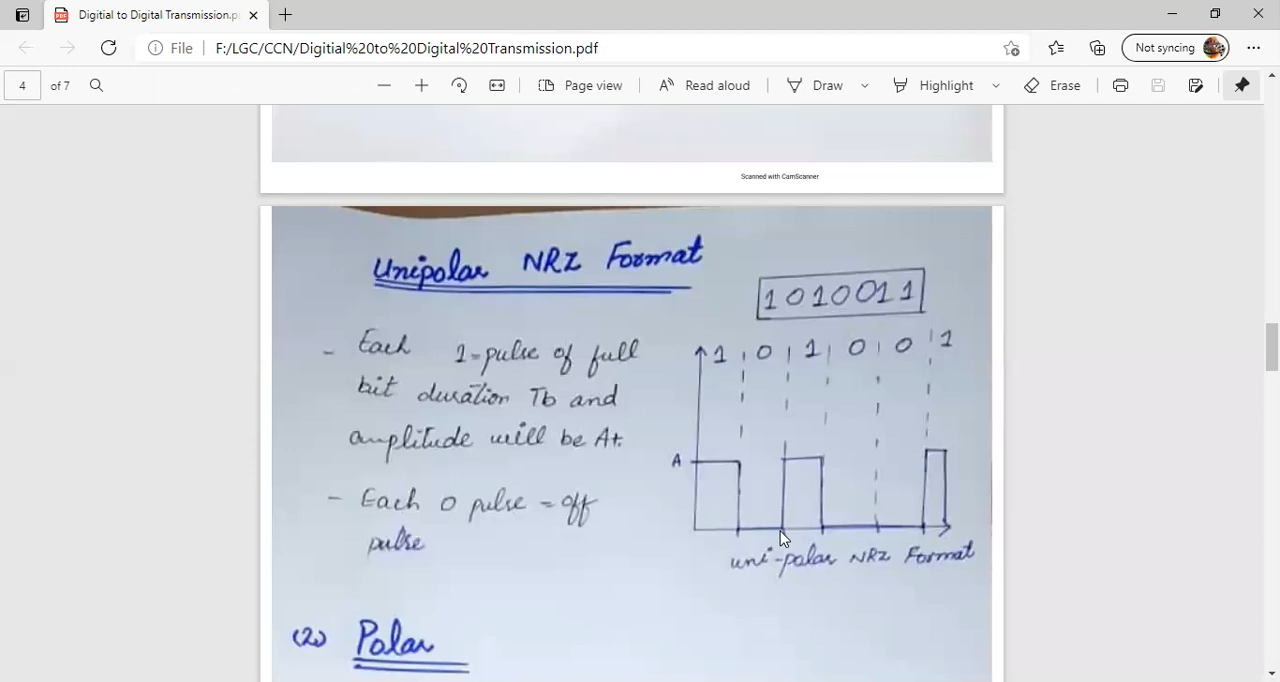 Digitial to Digital Transmission.p
File
F:/LGC/CCN/Digitial%20to%20Digital%20Transmission.pdf
Not syncing
4 of 7
Page view
Read aloud
Draw
Highlight
Erase
Scanned with CamScanner
Unipolar NRZ Format
1010011
- Each 1-pulse of full
bit duration Tb and
amplitude will be A+.
- Each 0 pulse = off
pulse
1 0 1 0 0 1
A
uni-polar NRZ Format
(2) Polar